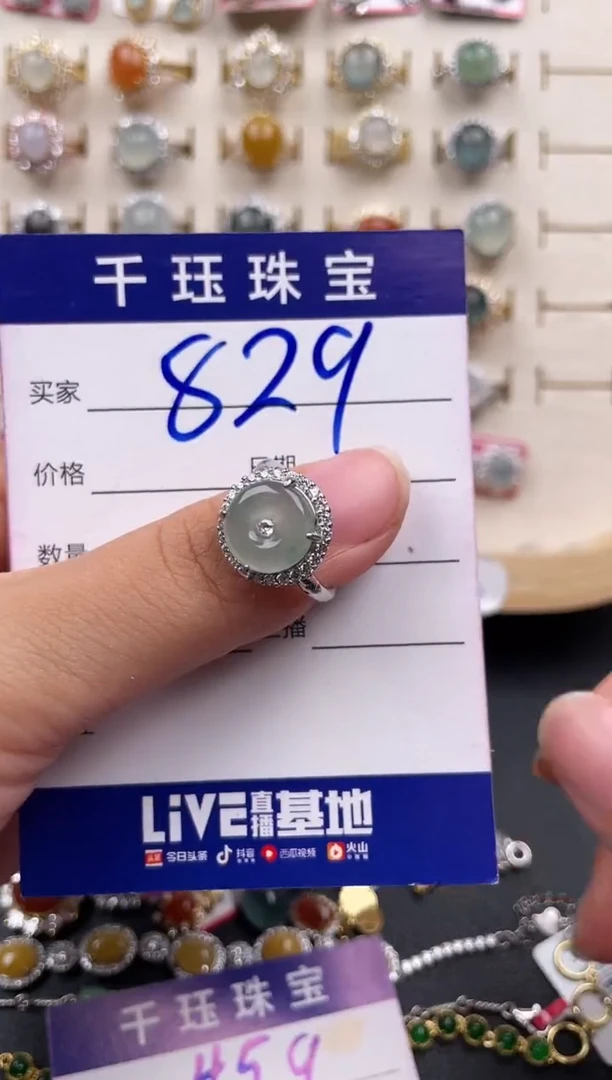 千珏珠宝
买家 829
价格 日期
数量
播
LiVE直播基地
今日头条 抖音 西瓜视频 火山
千珏珠宝
459